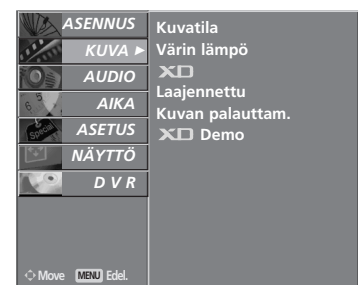 ASENNUS
KUVA ▶
AUDIO
AIKA
ASETUS
NÄYTTÖ
D V R
Kuvatila
Värin lämpö
XD
Laajennettu
Kuvan palauttam.
XD Demo
Move MENU Edel.